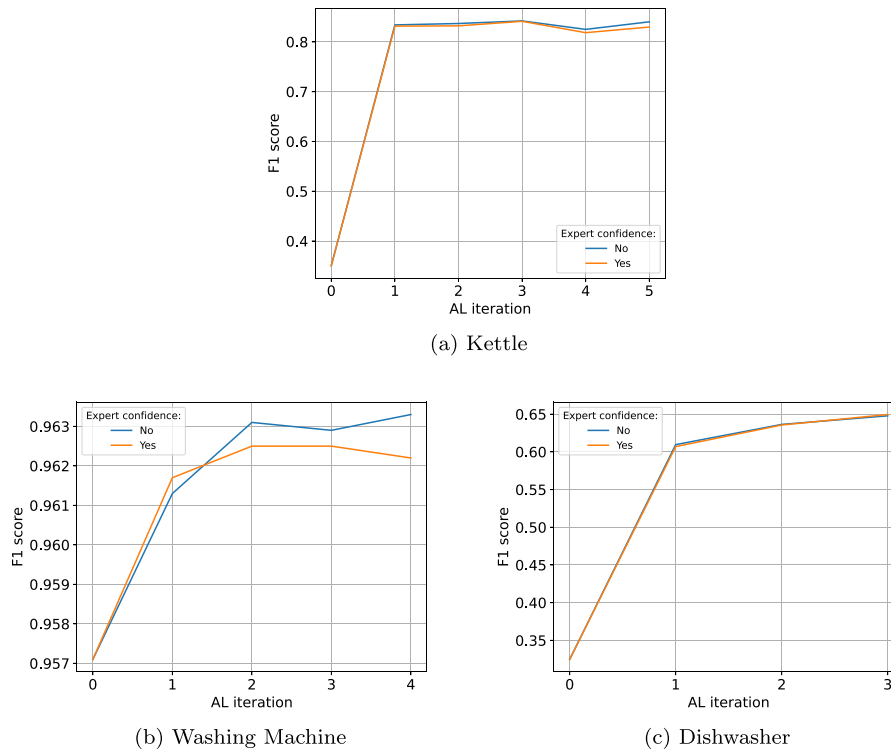 0.8
0.7
0.6
0.5
0.4
F1 score
Expert confidence:
No
Yes
0 1 2 3 4 5
AL iteration
(a) Kettle
0.963
0.962
0.961
0.960
0.959
0.958
0.957
F1 score
Expert confidence:
No
Yes
0 1 2 3 4
AL iteration
(b) Washing Machine
0.65
0.60
0.55
0.50
0.45
0.40
0.35
F1 score
Expert confidence:
No
Yes
0 1 2 3
AL iteration
(c) Dishwasher